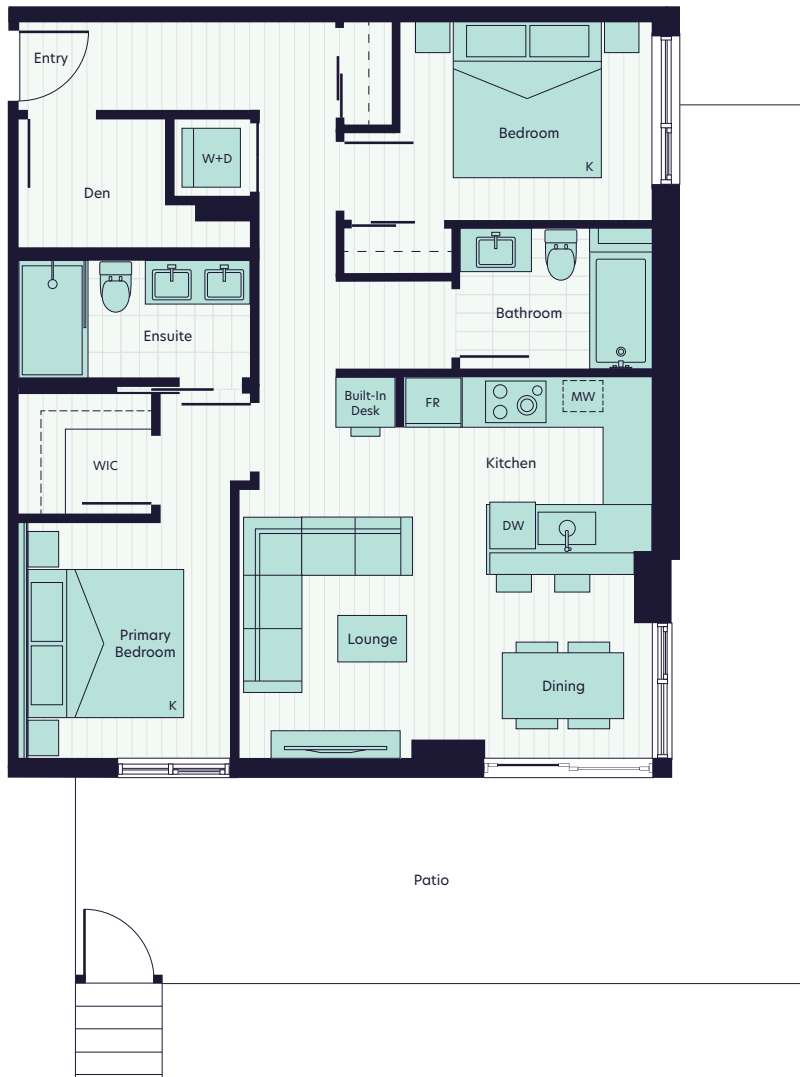 Entry
Bedroom
K
W+D
Den
Bathroom
Ensuite
Built-In
Desk
FR
MW
Kitchen
WIC
DW
Primary
Bedroom
K
Lounge
Dining
Patio